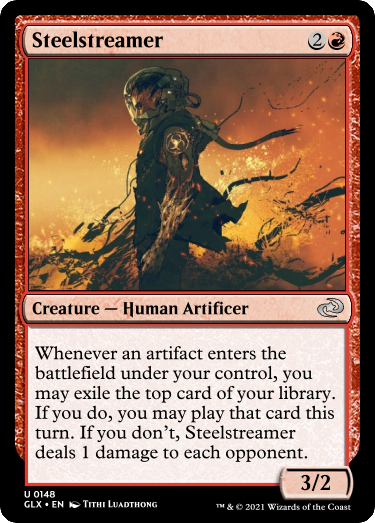 Steelstreamer 2
Creature — Human Artificer
Whenever an artifact enters the
battlefield under your control, you
may exile the top card of your library.
If you do, you may play that card this
turn. If you don't, Steelstreamer
deals 1 damage to each opponent.
3/2
U 0148
GLX • EN Tithi Luadthong
™ & © 2021 Wizards of the Coast